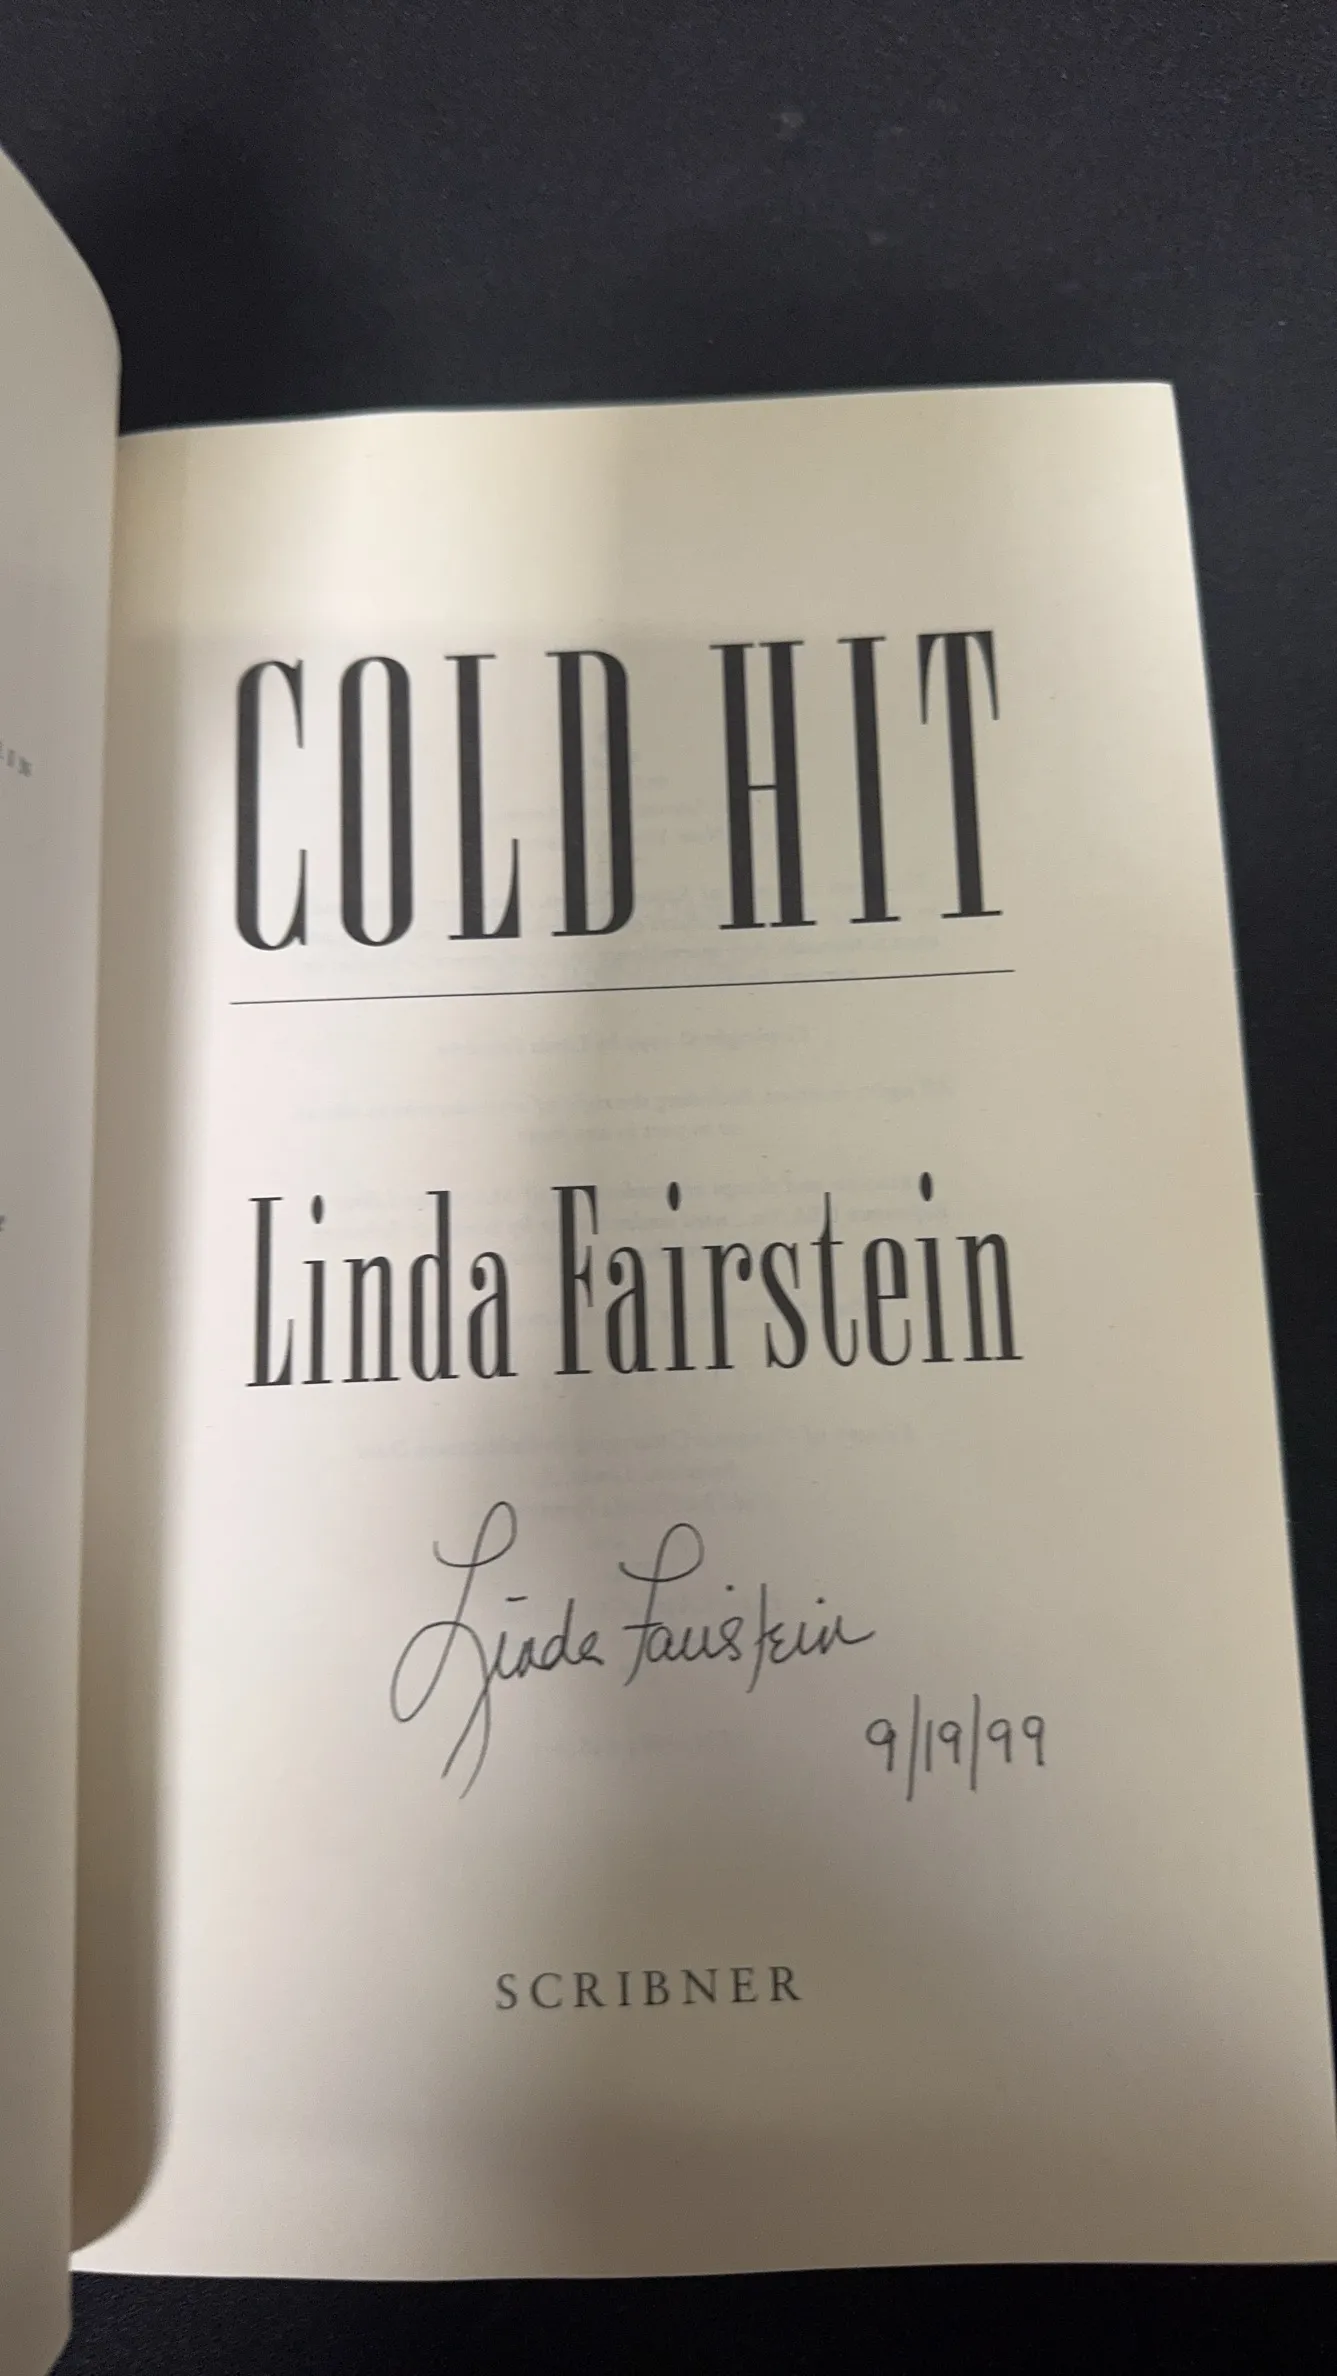 COLD HIT
Linda Fairstein
Linda Fairstein
9/19/99
SCRIBNER